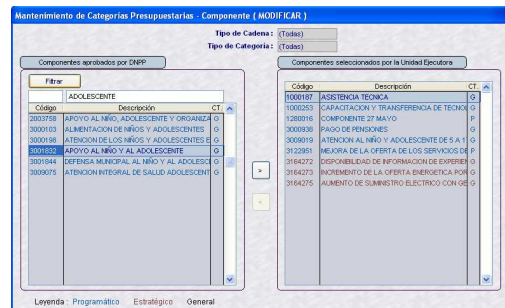 Mantenimiento de Categorías Presupuestarias - Componente ( MODIFICAR )
Tipo de Cadena : (Todas)
Tipo de Categoría : (Todas)
Componentes aprobados por DNPP
Filtrar
ADOLESCENTE
Código Descripción CT.
2003758 APOYO AL NIÑO, ADOLESCENTE Y ORGANIZA G
3000103 ALIMENTACION DE NIÑOS Y ADOLESCENTES G
3000198 ATENCION DE LOS NIÑOS Y ADOLESCENTES E G
3001832 APOYO AL NIÑO Y AL ADOLESCENTE G
3001844 DEFENSA MUNICIPAL AL NIÑO Y AL ADOLESCI G
3009075 ATENCION INTEGRAL DE SALUD ADOLESCENT G
>
<
Componentes seleccionados por la Unidad Ejecutora
Código Descripción CT.
1000187 ASISTENCIA TECNICA G
1000253 CAPACITACION Y TRANSFERENCIA DE TECNOL G
1280016 COMPONENTE 27 MAYO P
3000938 PAGO DE PENSIONES G
3009019 ATENCION AL NIÑO Y ADOLESCENTE DE 5 A 1 G
3122951 MEJORA DE LA OFERTA DE LOS SERVICIOS DE P
3164272 DISPONIBILIDAD DE INFORMACION DE EXPERIEN G
3164273 INCREMENTO DE LA OFERTA ENERGETICA POR G
3164275 AUMENTO DE SUMINISTRO ELECTRICO CON GE G
Leyenda : Programático Estratégico General